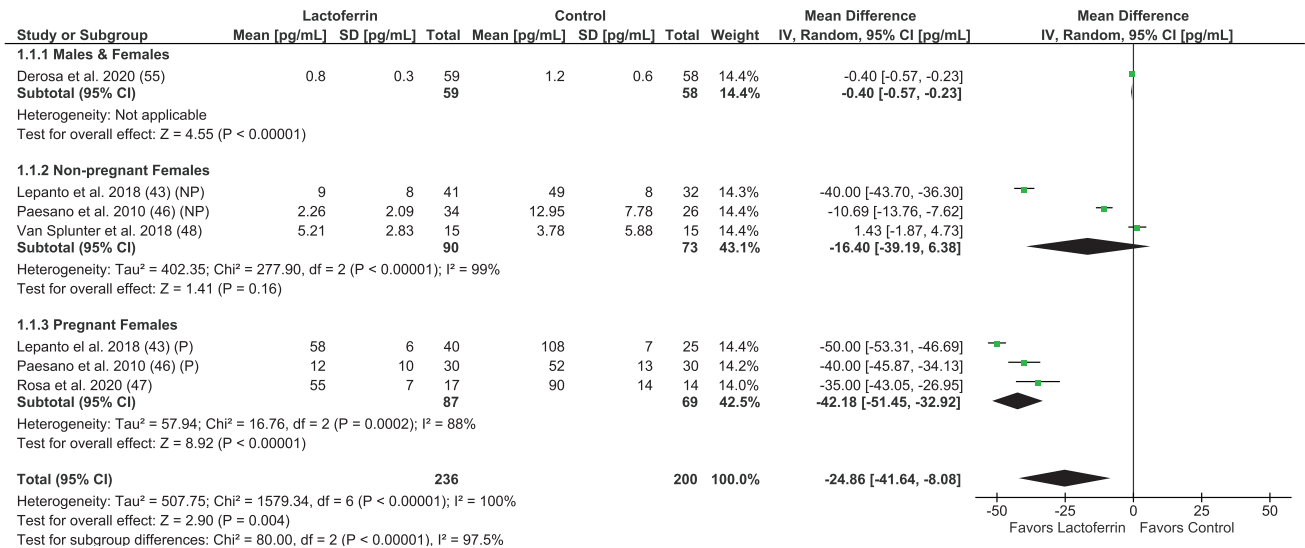 Lactoferrin Control Mean Difference Mean Difference
Study or Subgroup Mean [pg/mL] SD [pg/mL] Total Mean [pg/mL] SD [pg/mL] Total Weight IV, Random, 95% CI [pg/mL] IV, Random, 95% CI [pg/mL]
1.1.1 Males & Females
Derosa et al. 2020 (55) 0.8 0.3 59 1.2 0.6 58 14.4% -0.40 [-0.57, -0.23]
Subtotal (95% CI) 59 58 14.4% -0.40 [-0.57, -0.23]
Heterogeneity: Not applicable
Test for overall effect: Z = 4.55 (P < 0.00001)
1.1.2 Non-pregnant Females
Lepanto et al. 2018 (43) (NP) 9 8 41 49 8 32 14.3% -40.00 [-43.70, -36.30]
Paesano et al. 2010 (46) (NP) 2.26 2.09 34 12.95 7.78 26 14.4% -10.69 [-13.76, -7.62]
Van Splunter et al. 2018 (48) 5.21 2.83 15 3.78 5.88 15 14.4% 1.43 [-1.87, 4.73]
Subtotal (95% CI) 90 73 43.1% -16.40 [-39.19, 6.38]
Heterogeneity: Tau² = 402.35; Chi² = 277.90, df = 2 (P < 0.00001); I² = 99%
Test for overall effect: Z = 1.41 (P = 0.16)
1.1.3 Pregnant Females
Lepanto el al. 2018 (43) (P) 58 6 40 108 7 25 14.4% -50.00 [-53.31, -46.69]
Paesano et al. 2010 (46) (P) 12 10 30 52 13 30 14.2% -40.00 [-45.87, -34.13]
Rosa et al. 2020 (47) 55 7 17 90 14 14 14.0% -35.00 [-43.05, -26.95]
Subtotal (95% CI) 87 69 42.5% -42.18 [-51.45, -32.92]
Heterogeneity: Tau² = 57.94; Chi² = 16.76, df = 2 (P = 0.0002); I² = 88%
Test for overall effect: Z = 8.92 (P < 0.00001)
Total (95% CI) 236 200 100.0% -24.86 [-41.64, -8.08]
Heterogeneity: Tau² = 507.75; Chi² = 1579.34, df = 6 (P < 0.00001); I² = 100%
Test for overall effect: Z = 2.90 (P = 0.004)
Test for subgroup differences: Chi² = 80.00, df = 2 (P < 0.00001), I² = 97.5%
-50 -25 0 25 50
Favors Lactoferrin Favors Control